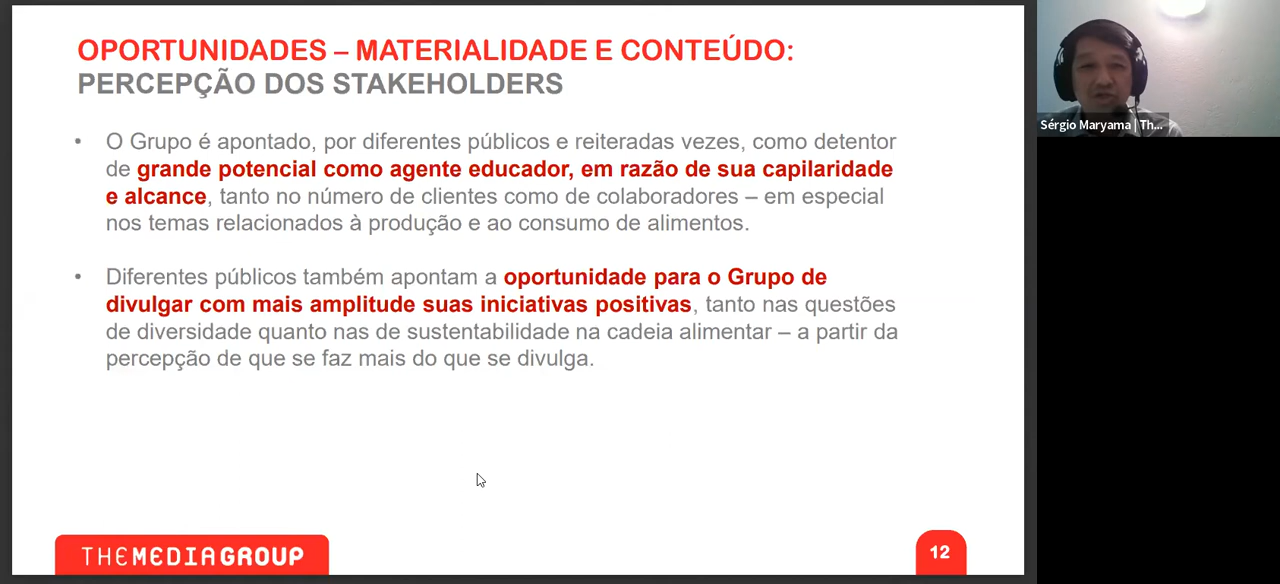 OPORTUNIDADES – MATERIALIDADE E CONTEÚDO:
PERCEPÇÃO DOS STAKEHOLDERS
• O Grupo é apontado, por diferentes públicos e reiteradas vezes, como detentor
de grande potencial como agente educador, em razão de sua capilaridade
e alcance, tanto no número de clientes como de colaboradores – em especial
nos temas relacionados à produção e ao consumo de alimentos.
• Diferentes públicos também apontam a oportunidade para o Grupo de
divulgar com mais amplitude suas iniciativas positivas, tanto nas questões
de diversidade quanto nas de sustentabilidade na cadeia alimentar – a partir da
percepção de que se faz mais do que se divulga.
THEMEDIAGROUP
12
Sérgio Maryama | Th...